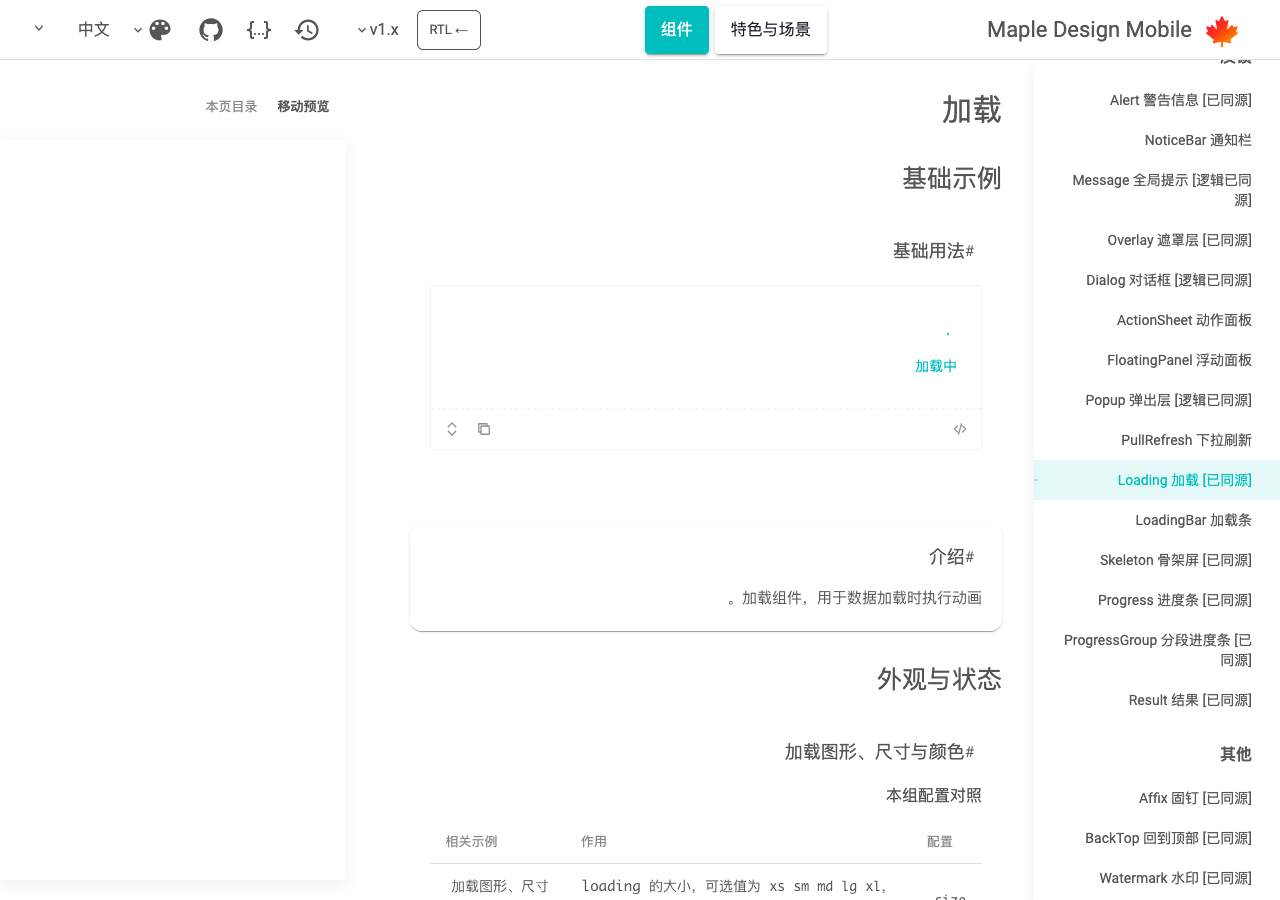 Maple Design Mobile
组件
特色与场景
RTL ←
v1.x
{..}
中文
Alert 警告信息 [已同源]
NoticeBar 通知栏
Message 全局提示 [逻辑已同
源]
Overlay 遮罩层 [已同源]
Dialog 对话框 [逻辑已同源]
ActionSheet 动作面板
FloatingPanel 浮动面板
Popup 弹出层 [逻辑已同源]
PullRefresh 下拉刷新
Loading 加载 [已同源]
LoadingBar 加载条
Skeleton 骨架屏 [已同源]
Progress 进度条 [已同源]
ProgressGroup 分段进度条 [已
同源]
Result 结果 [已同源]
其他
Affix 固钉 [已同源]
BackTop 回到顶部 [已同源]
Watermark 水印 [已同源]
加载
基础示例
#基础用法
加载中
#介绍
加载组件，用于数据加载时执行动画。
外观与状态
#加载图形、尺寸与颜色
本组配置对照
配置
作用
相关示例
loading 的大小，可选值为 xs sm md lg xl，
加载图形、尺寸
移动预览
本页目录